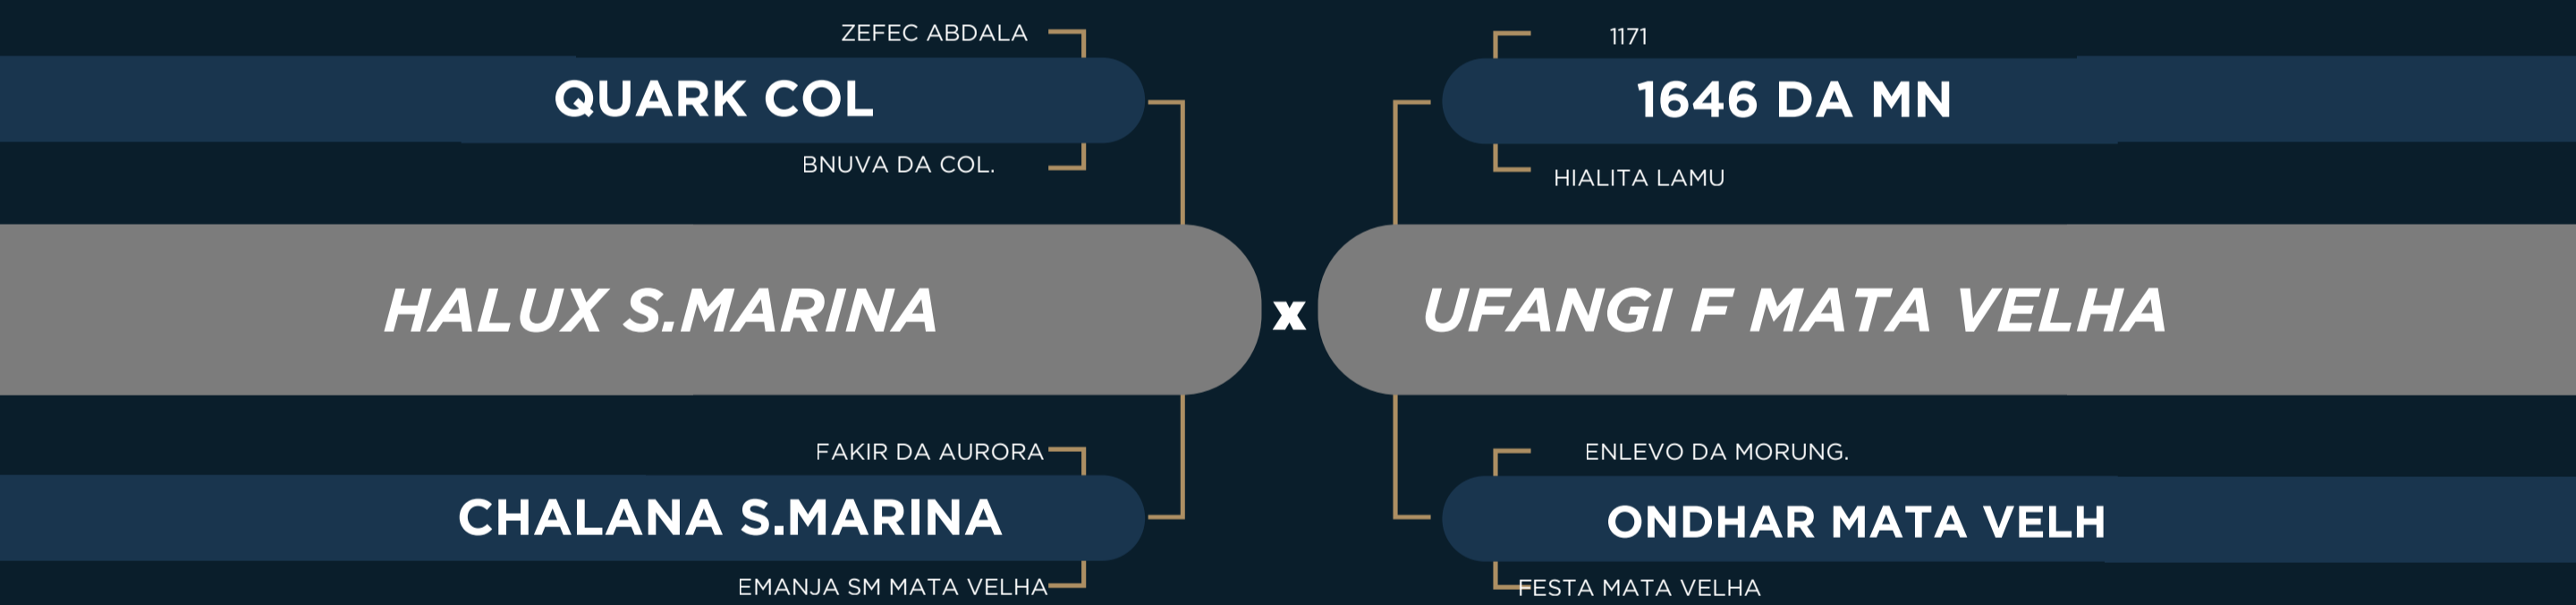 ZEFEC ABDALA
QUARK COL
BNUVA DA COL.
HALUX S.MARINA
FAKIR DA AURORA
CHALANA S.MARINA
EMANJA SM MATA VELHA
x
1171
1646 DA MN
HIALITA LAMU
UFANGI F MATA VELHA
ENLEVO DA MORUNG.
ONDHAR MATA VELH
FESTA MATA VELHA